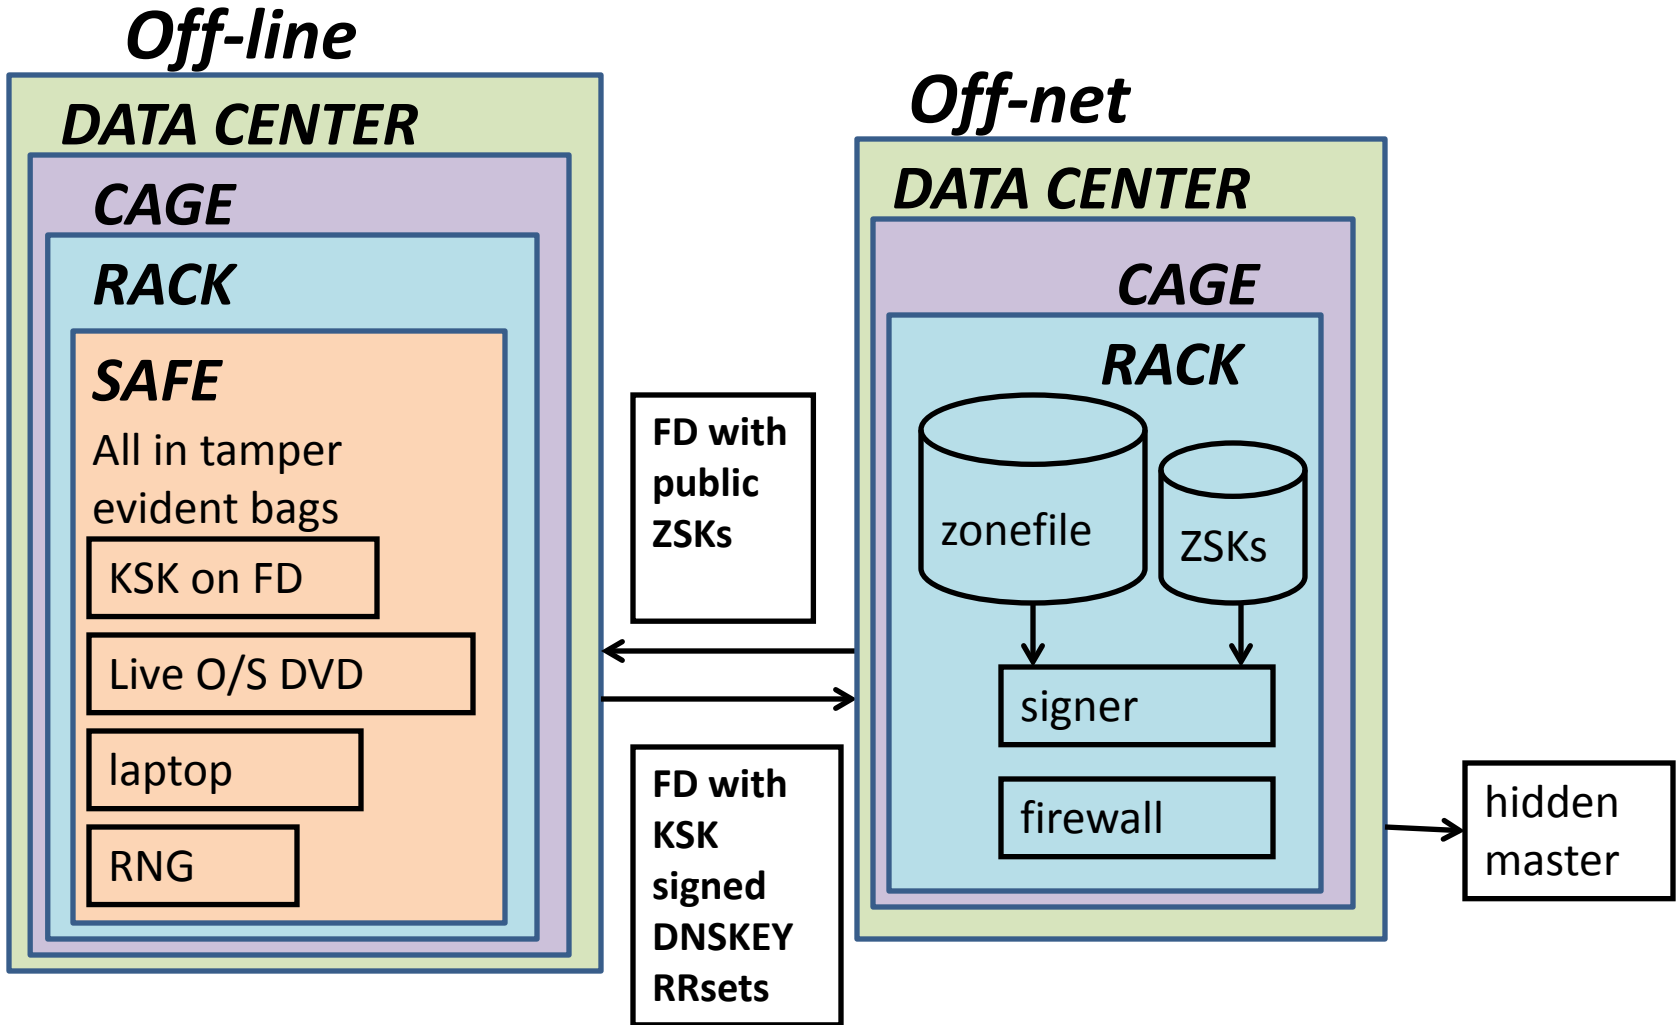 Off-line
DATA CENTER
CAGE
RACK
SAFE
All in tamper
evident bags
KSK on FD
Live O/S DVD
laptop
RNG
FD with
public
ZSKs
FD with
KSK
signed
DNSKEY
RRsets
Off-net
DATA CENTER
CAGE
RACK
zonefile
ZSKs
signer
firewall
hidden
master